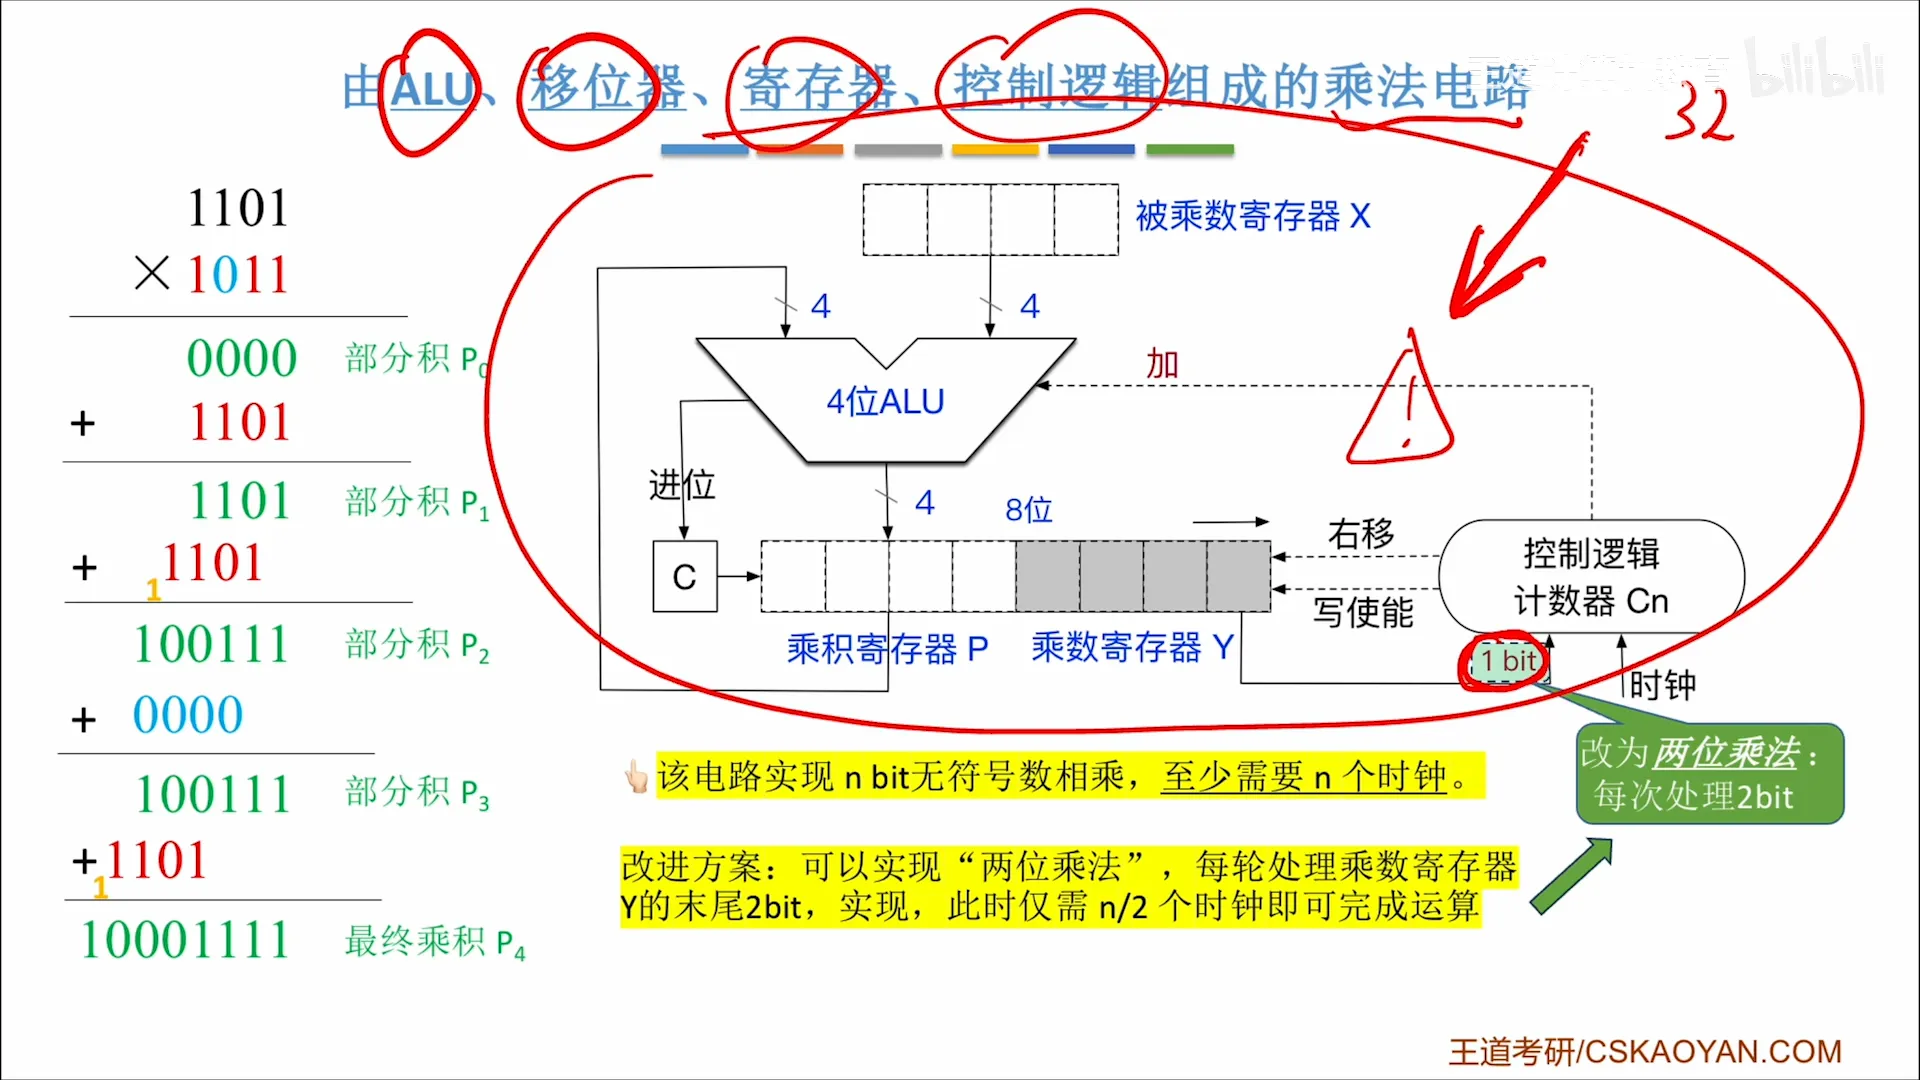 由ALU、移位器、寄存器、控制逻辑组成的乘法电路
bilibili
32
1101
×1011
0000 部分积 P0
+ 1101
1101 部分积 P1
+ 1101
1
100111 部分积 P2
+ 0000
100111 部分积 P3
+1101
1
10001111 最终乘积 P4
被乘数寄存器 X
4
4
加
4位ALU
进位
4
8位
C
右移
写使能
控制逻辑
计数器 Cn
乘积寄存器 P
乘数寄存器 Y
1 bit
时钟
改为两位乘法：
每次处理2bit
该电路实现 n bit无符号数相乘，至少需要 n 个时钟。
改进方案：可以实现“两位乘法”，每轮处理乘数寄存器
Y的末尾2bit，实现，此时仅需 n/2 个时钟即可完成运算
王道考研/CSKAOYAN.COM